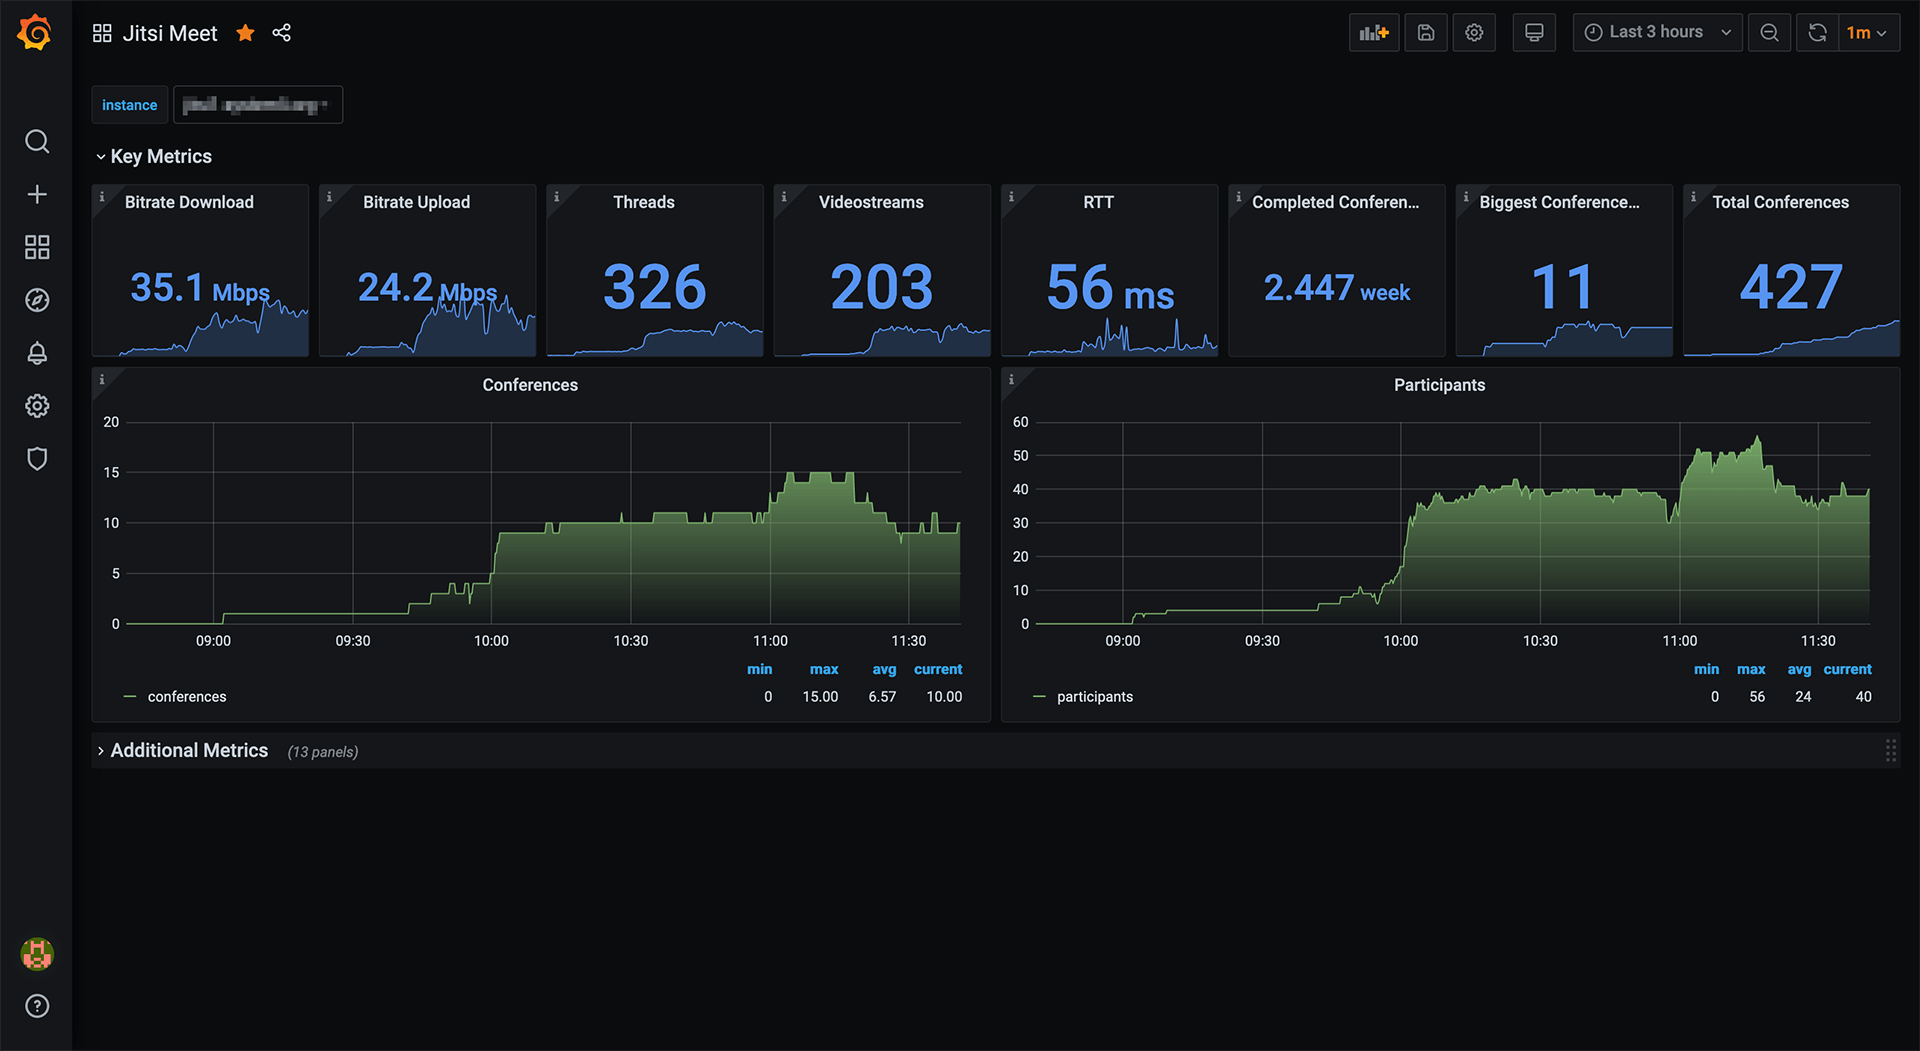 Jitsi Meet
Last 3 hours
1m
instance
Key Metrics
Bitrate Download
35.1 Mbps
Bitrate Upload
24.2 Mbps
Threads
326
Videostreams
203
RTT
56 ms
Completed Conferen...
2.447 week
Biggest Conference...
11
Total Conferences
427
Conferences
20
15
10
5
0
09:00 09:30 10:00 10:30 11:00 11:30
min max avg current
conferences 0 15.00 6.57 10.00
Participants
60
50
40
30
20
10
0
09:00 09:30 10:00 10:30 11:00 11:30
min max avg current
participants 0 56 24 40
Additional Metrics (13 panels)